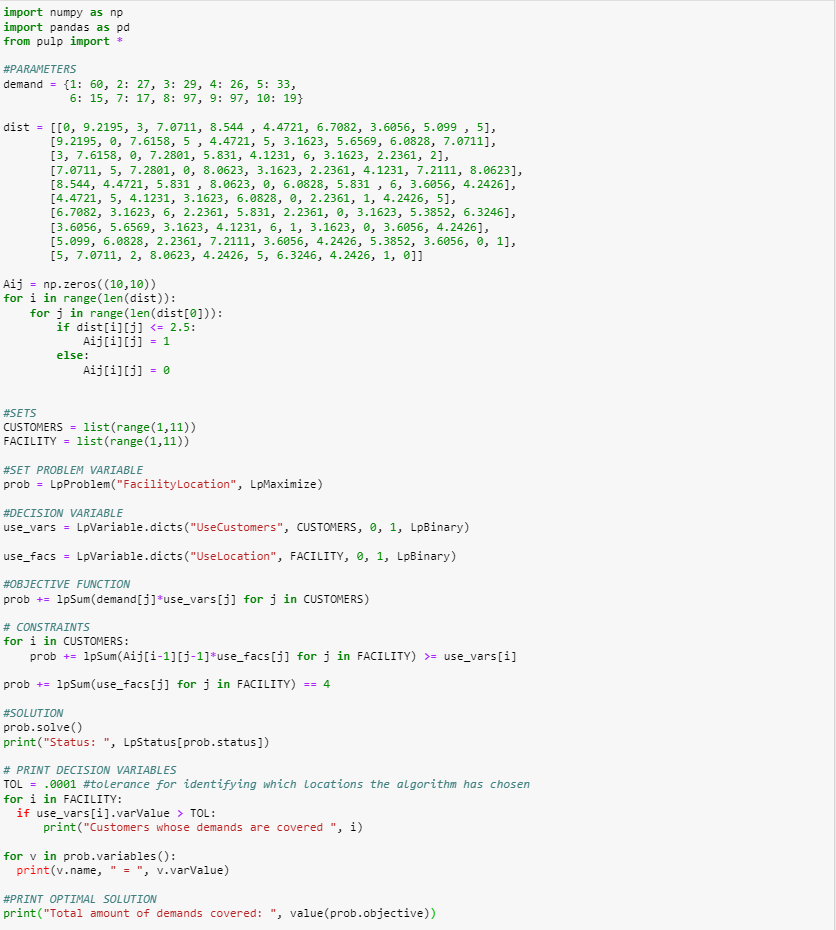 import numpy as np
import pandas as pd
from pulp import *
#PARAMETERS
demand = {1: 60, 2: 27, 3: 29, 4: 26, 5: 33,
          6: 15, 7: 17, 8: 97, 9: 97, 10: 19}
dist = [[0, 9.2195, 3, 7.0711, 8.544 , 4.4721, 6.7082, 3.6056, 5.099 , 5],
       [9.2195, 0, 7.6158, 5 , 4.4721, 5, 3.1623, 5.6569, 6.0828, 7.0711],
       [3, 7.6158, 0, 7.2801, 5.831, 4.1231, 6, 3.1623, 2.2361, 2],
       [7.0711, 5, 7.2801, 0, 8.0623, 3.1623, 2.2361, 4.1231, 7.2111, 8.0623],
       [8.544, 4.4721, 5.831 , 8.0623, 0, 6.0828, 5.831 , 6, 3.6056, 4.2426],
       [4.4721, 5, 4.1231, 3.1623, 6.0828, 0, 2.2361, 1, 4.2426, 5],
       [6.7082, 3.1623, 6, 2.2361, 5.831, 2.2361, 0, 3.1623, 5.3852, 6.3246],
       [3.6056, 5.6569, 3.1623, 4.1231, 6, 1, 3.1623, 0, 3.6056, 4.2426],
       [5.099, 6.0828, 2.2361, 7.2111, 3.6056, 4.2426, 5.3852, 3.6056, 0, 1],
       [5, 7.0711, 2, 8.0623, 4.2426, 5, 6.3246, 4.2426, 1, 0]]
Aij = np.zeros((10,10))
for i in range(len(dist)):
    for j in range(len(dist[0])):
        if dist[i][j] <= 2.5:
            Aij[i][j] = 1
        else:
            Aij[i][j] = 0
#SETS
CUSTOMERS = list(range(1,11))
FACILITY = list(range(1,11))
#SET PROBLEM VARIABLE
prob = LpProblem("FacilityLocation", LpMaximize)
#DECISION VARIABLE
use_vars = LpVariable.dicts("UseCustomers", CUSTOMERS, 0, 1, LpBinary)
use_facs = LpVariable.dicts("UseLocation", FACILITY, 0, 1, LpBinary)
#OBJECTIVE FUNCTION
prob += lpSum(demand[j]*use_vars[j] for j in CUSTOMERS)
# CONSTRAINTS
for i in CUSTOMERS:
    prob += lpSum(Aij[i-1][j-1]*use_facs[j] for j in FACILITY) >= use_vars[i]
prob += lpSum(use_facs[j] for j in FACILITY) == 4
#SOLUTION
prob.solve()
print("Status: ", LpStatus[prob.status])
# PRINT DECISION VARIABLES
TOL = .0001 #tolerance for identifying which locations the algorithm has chosen
for i in FACILITY:
  if use_vars[i].varValue > TOL:
      print("Customers whose demands are covered ", i)
for v in prob.variables():
  print(v.name, " = ", v.varValue)
#PRINT OPTIMAL SOLUTION
print("Total amount of demands covered: ", value(prob.objective))